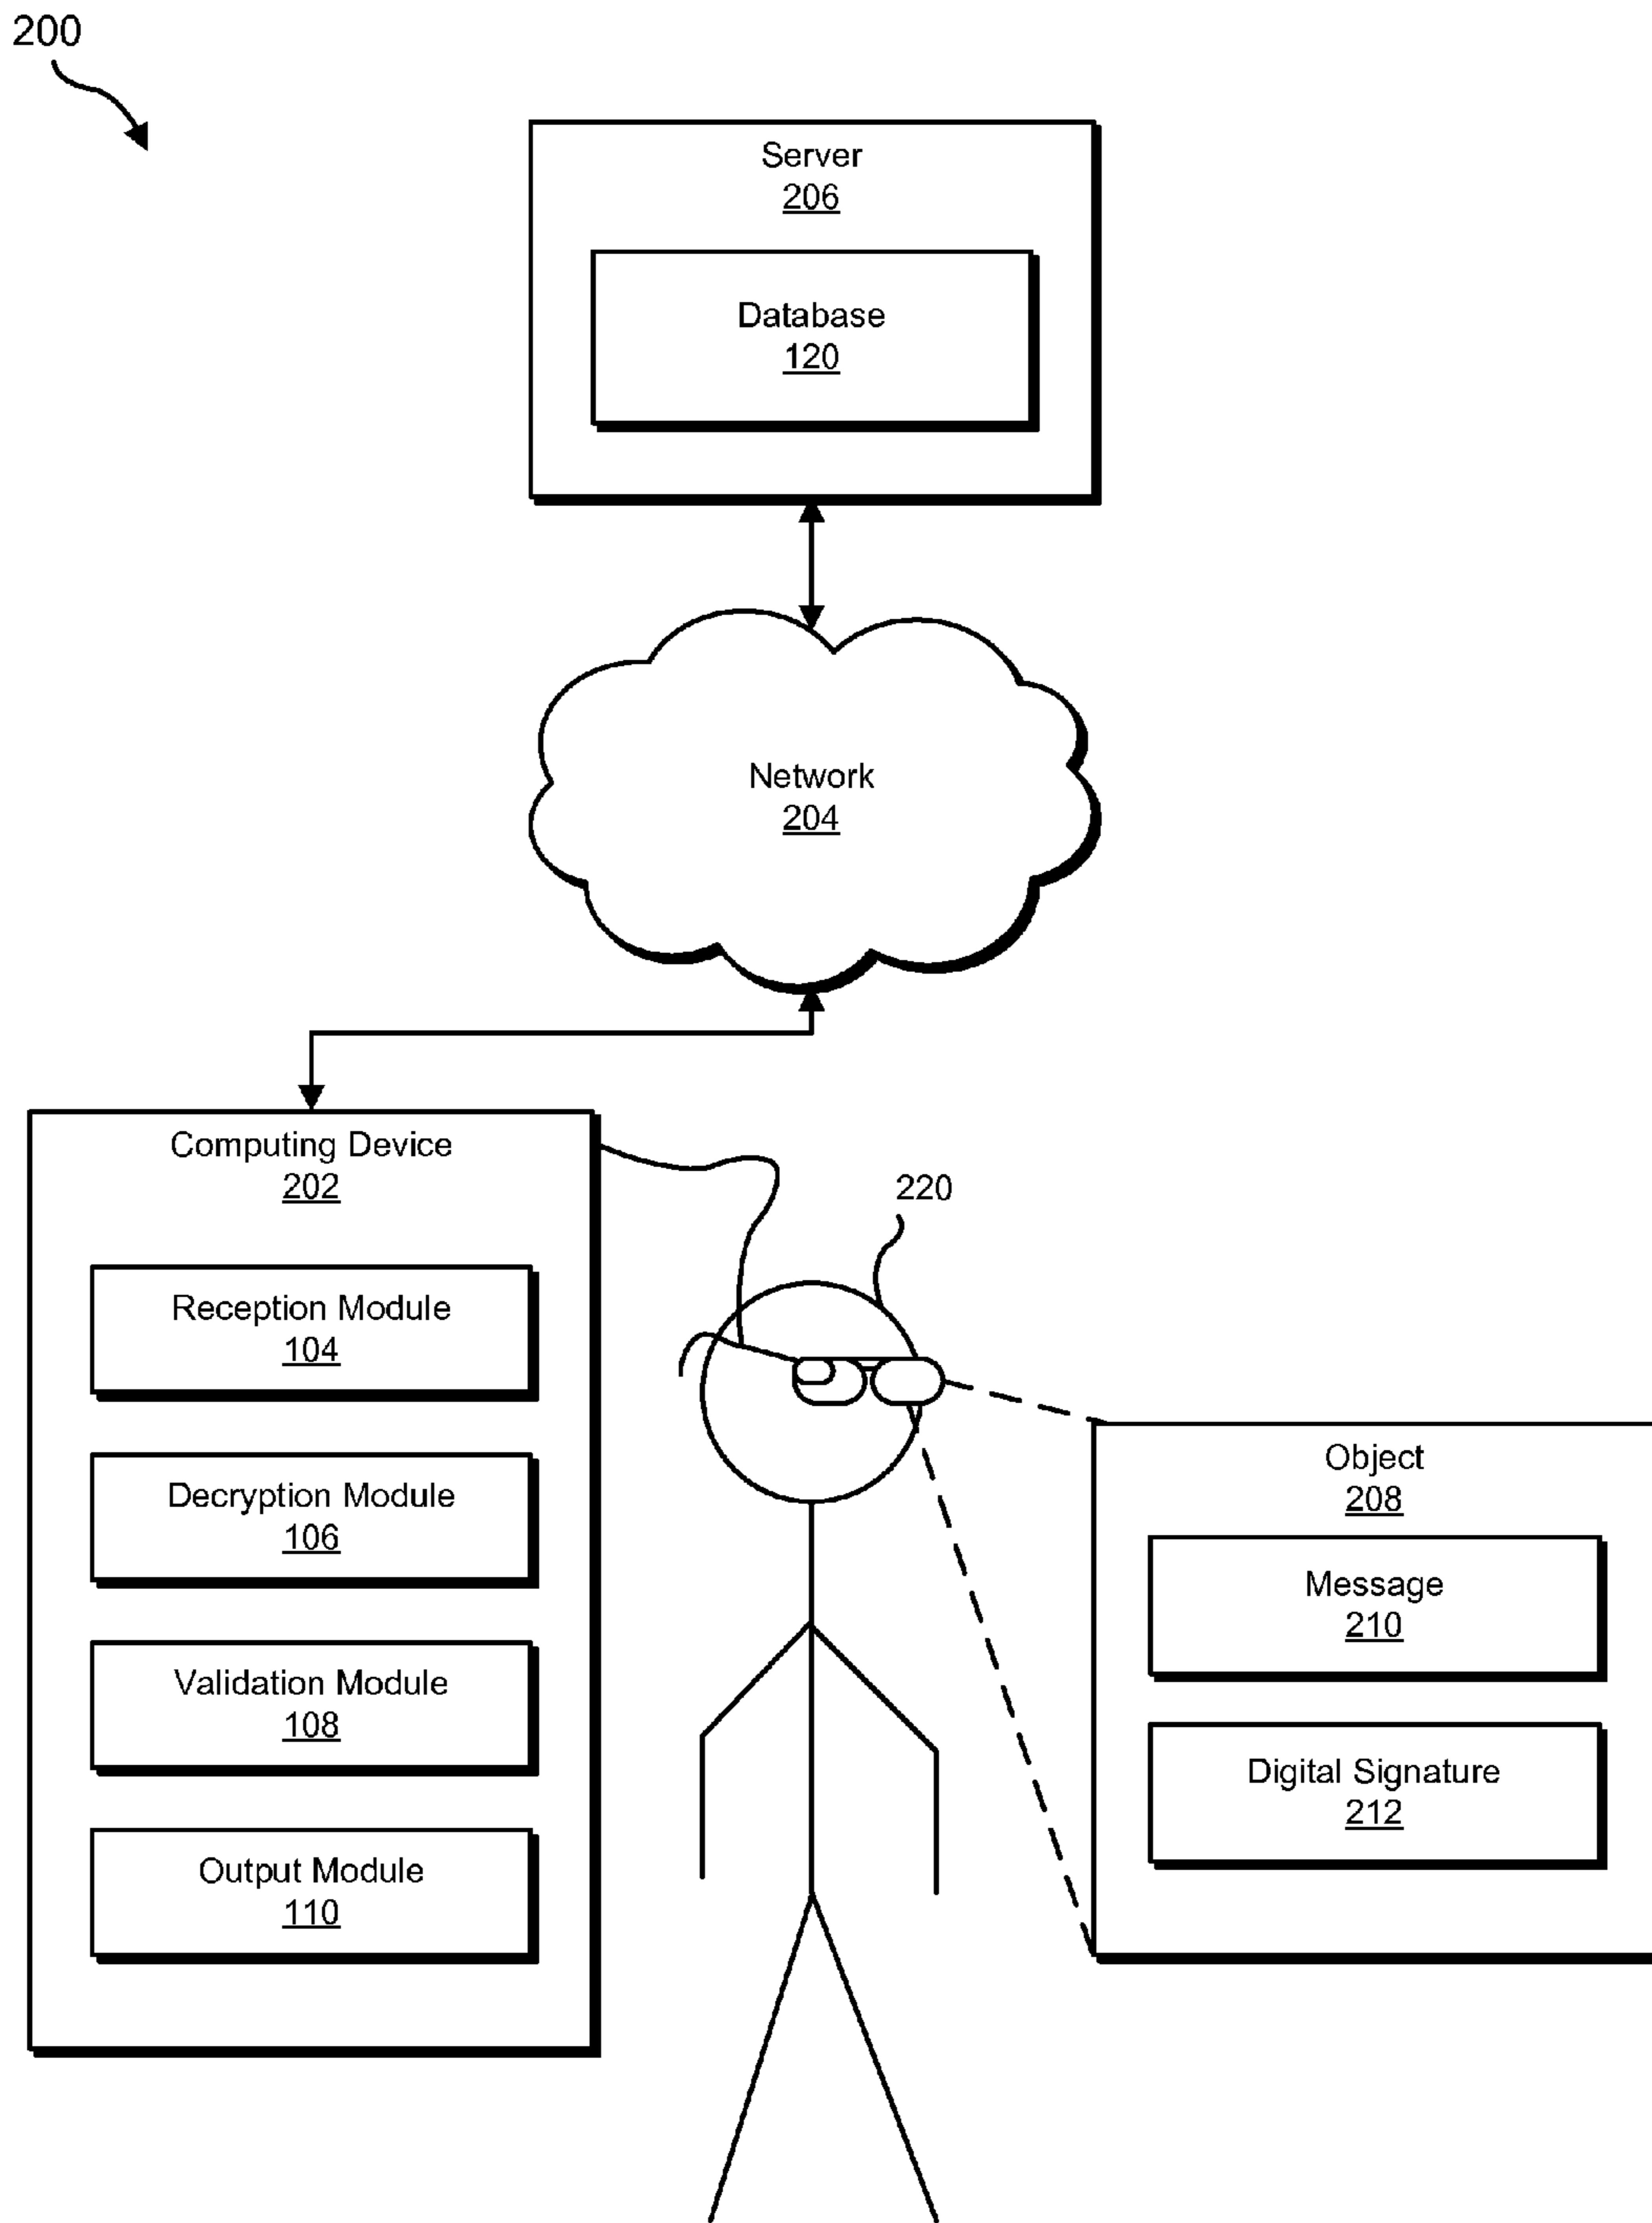 200
Server
206
Database
120
Network
204
Computing Device
202
Reception Module
104
Decryption Module
106
Validation Module
108
Output Module
110
220
Object
208
Message
210
Digital Signature
212